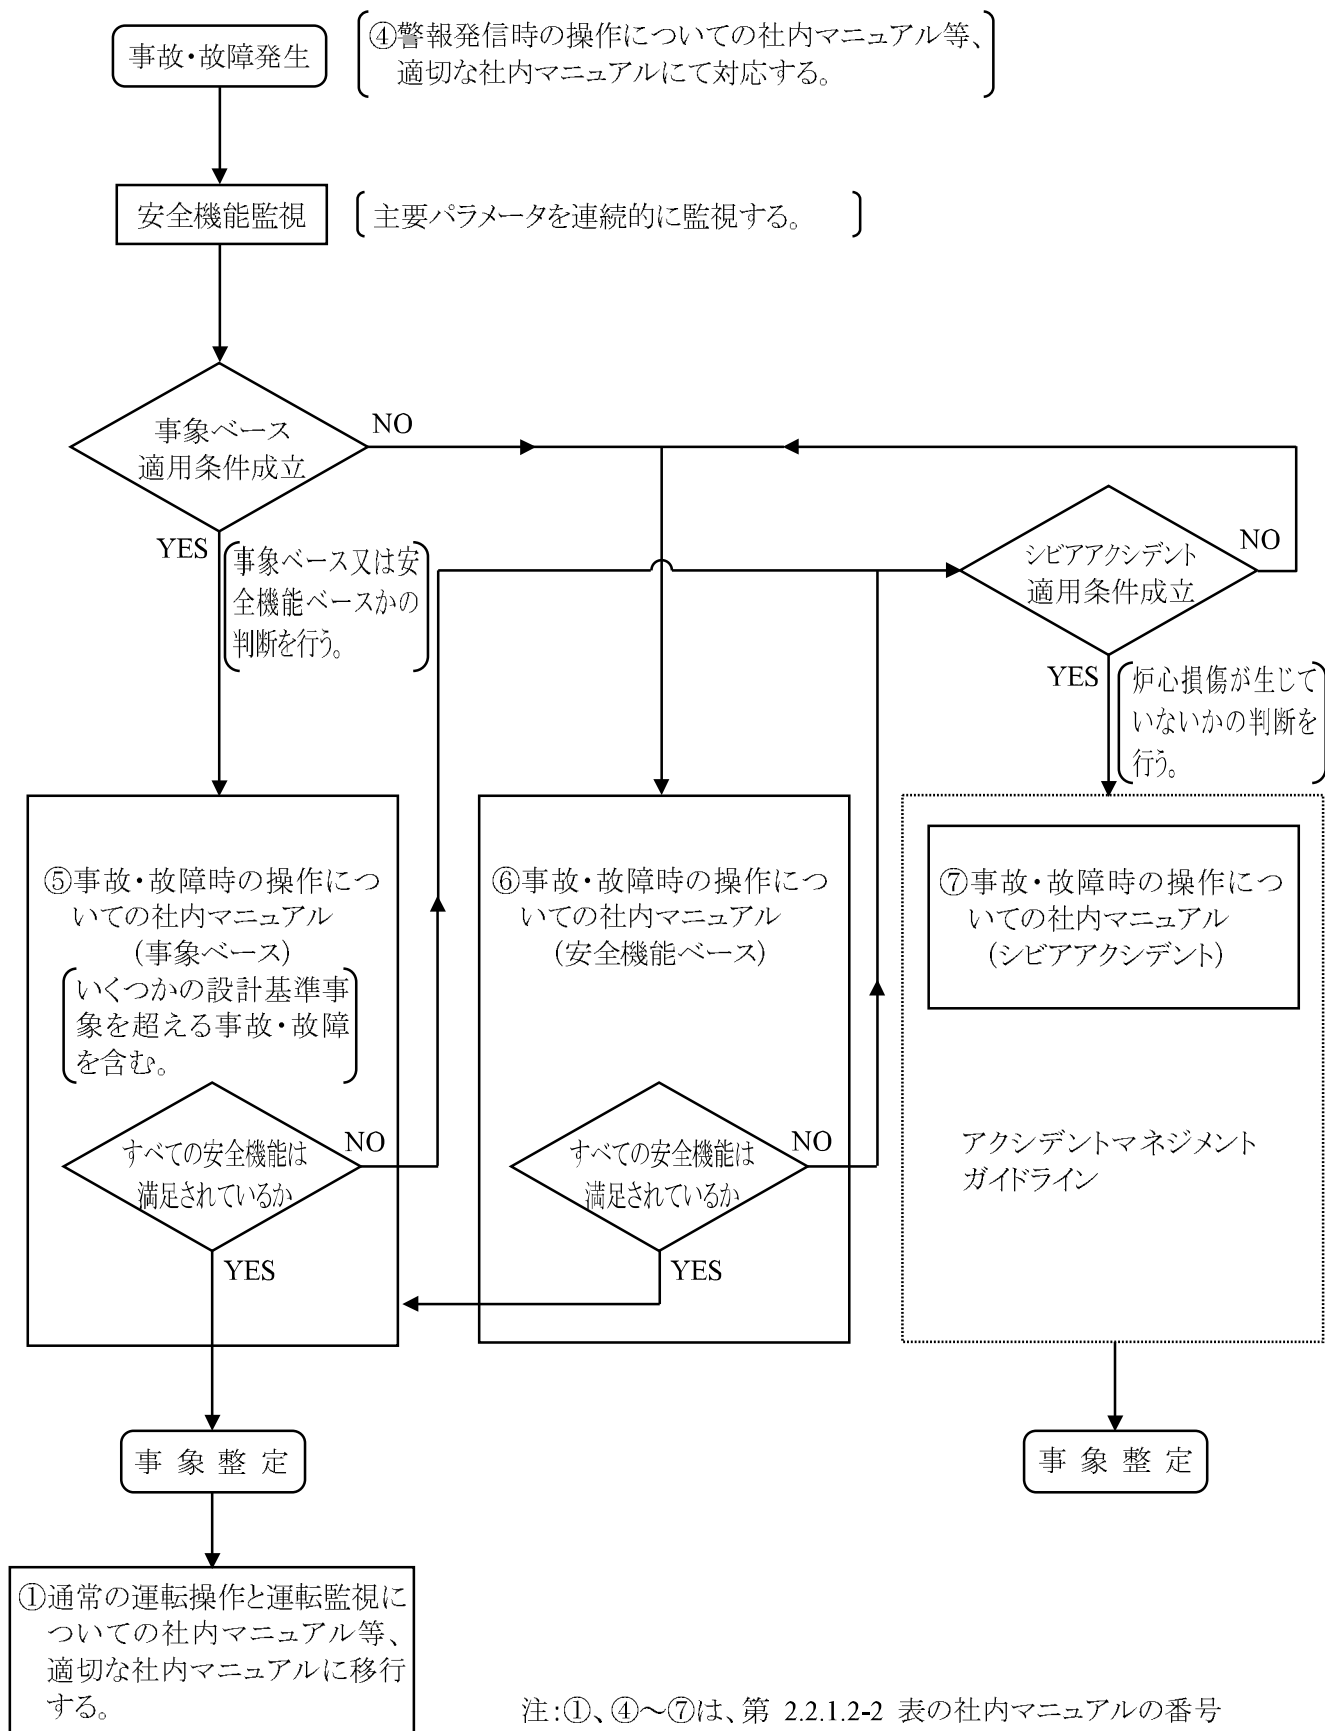 事故・故障発生
④警報発信時の操作についての社内マニュアル等、
適切な社内マニュアルにて対応する。
安全機能監視
主要パラメータを連続的に監視する。
事象ベース
適用条件成立
NO
YES
事象ベース又は安
全機能ベースかの
判断を行う。
シビアアクシデント
適用条件成立
NO
YES
炉心損傷が生じて
いないかの判断を
行う。
⑤事故・故障時の操作につ
いての社内マニュアル
(事象ベース)
いくつかの設計基準事
象を超える事故・故障
を含む。
すべての安全機能は
満足されているか
NO
YES
⑥事故・故障時の操作につ
いての社内マニュアル
(安全機能ベース)
すべての安全機能は
満足されているか
NO
YES
⑦事故・故障時の操作につ
いての社内マニュアル
(シビアアクシデント)
アクシデントマネジメント
ガイドライン
事 象 整 定
事 象 整 定
①通常の運転操作と運転監視に
ついての社内マニュアル等、
適切な社内マニュアルに移行
する。
注:①、④~⑦は、第 2.2.1.2-2 表の社内マニュアルの番号